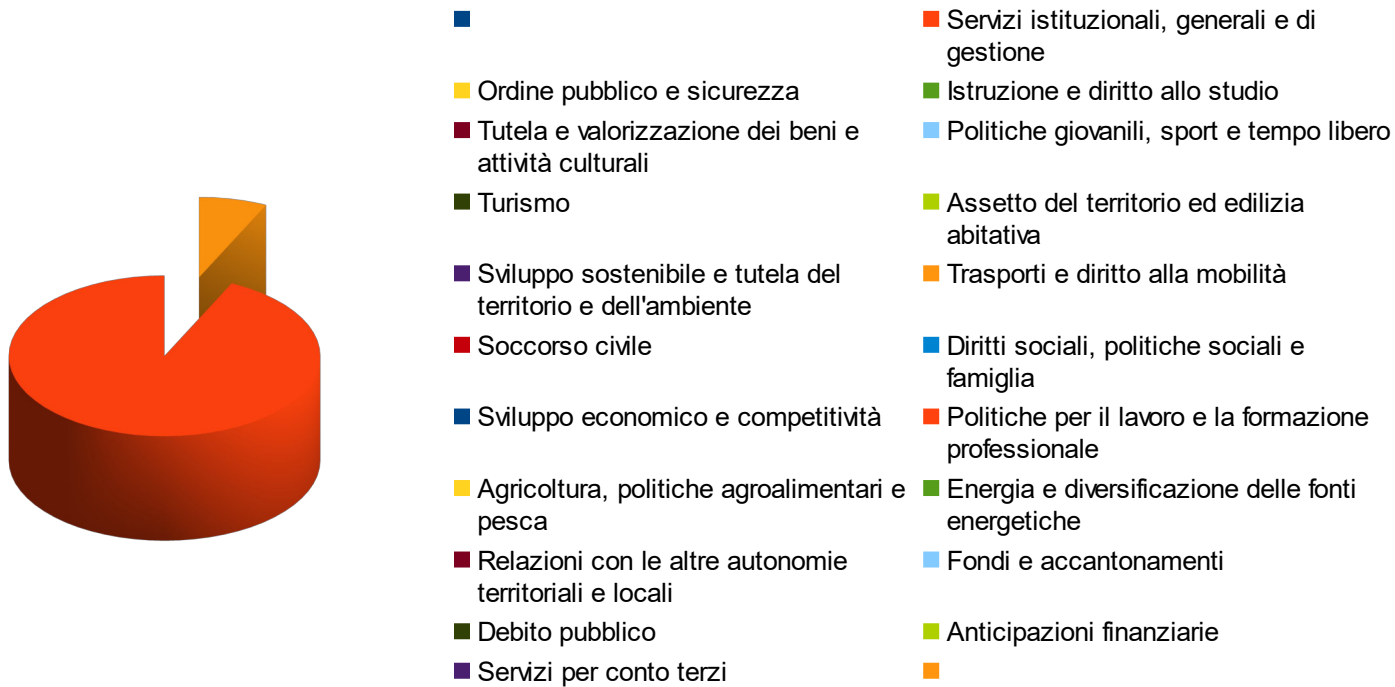 Servizi istituzionali, generali e di
gestione
Ordine pubblico e sicurezza
Istruzione e diritto allo studio
Tutela e valorizzazione dei beni e
attività culturali
Politiche giovanili, sport e tempo libero
Turismo
Assetto del territorio ed edilizia
abitativa
Sviluppo sostenibile e tutela del
territorio e dell'ambiente
Trasporti e diritto alla mobilità
Soccorso civile
Diritti sociali, politiche sociali e
famiglia
Sviluppo economico e competitività
Politiche per il lavoro e la formazione
professionale
Agricoltura, politiche agroalimentari e
pesca
Energia e diversificazione delle fonti
energetiche
Relazioni con le altre autonomie
territoriali e locali
Fondi e accantonamenti
Debito pubblico
Anticipazioni finanziarie
Servizi per conto terzi